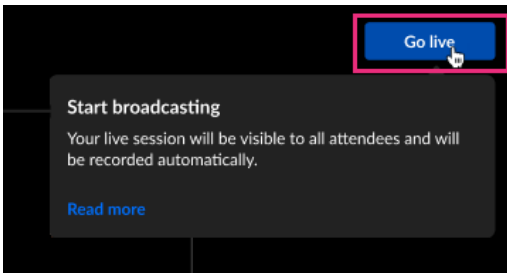 Go live
Start broadcasting
Your live session will be visible to all attendees and will
be recorded automatically.
Read more